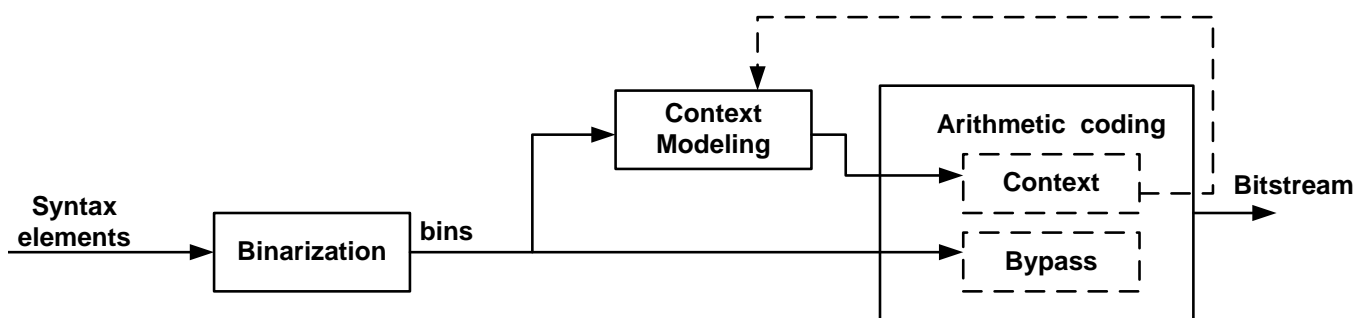 Syntax
elements
Binarization
bins
Context
Modeling
Arithmetic coding
Context
Bypass
Bitstream